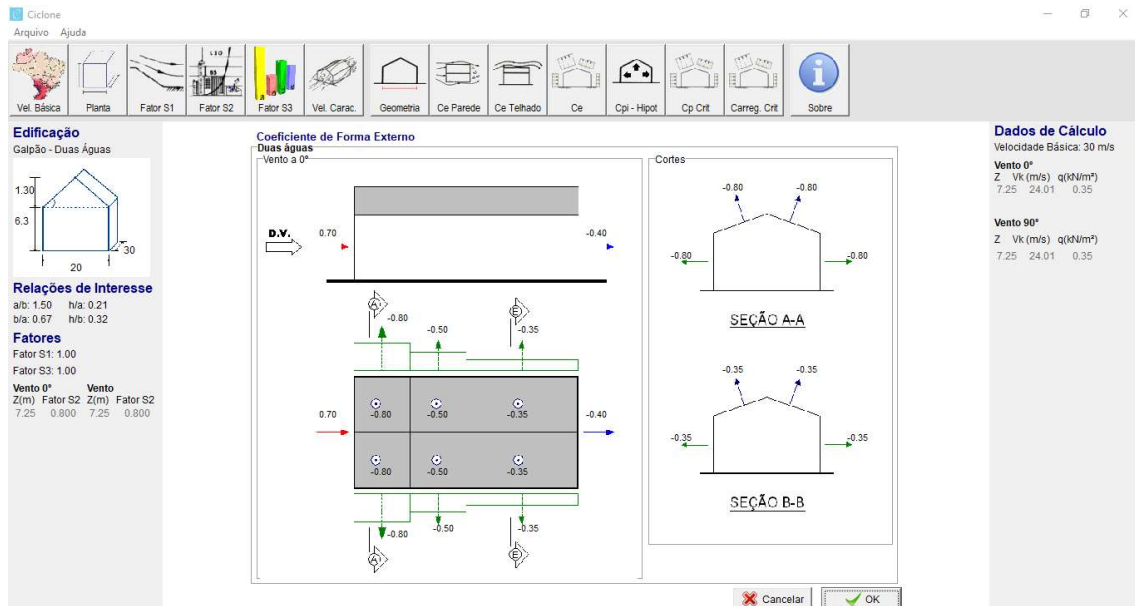 Ciclone
Arquivo Ajuda
Vel. Básica Planta Fator S1 Fator S2 Fator S3 Vel. Carac. Geometria Ce Parede Ce Telhado Ce Cpi - Hipot Cp Crit Carreg. Crit Sobre
Edificação
Galpão - Duas Águas
1.30
6.3
30
20
Relações de Interesse
a/b: 1.50 h/a: 0.21
b/a: 0.67 h/b: 0.32
Fatores
Fator S1: 1.00
Fator S3: 1.00
Vento 0º Vento
Z(m) Fator S2 Z(m) Fator S2
7.25 0.800 7.25 0.800
Coeficiente de Forma Externo
Duas águas
Vento a 0º
D.V.
0.70 -0.40
A E
-0.80 -0.50 -0.35
0.70 -0.40
-0.80 -0.50 -0.35
-0.80 -0.50 -0.35
-0.80 -0.50 -0.35
A E
Cortes
-0.80 -0.80
-0.80 -0.80
SEÇÃO A-A
-0.35 -0.35
-0.35 -0.35
SEÇÃO B-B
Cancelar OK
Dados de Cálculo
Velocidade Básica: 30 m/s
Vento 0º
Z Vk (m/s) q(kN/m²)
7.25 24.01 0.35
Vento 90º
Z Vk (m/s) q(kN/m²)
7.25 24.01 0.35